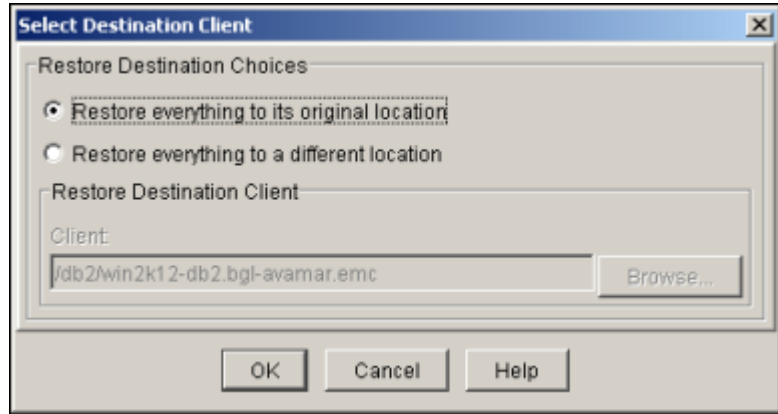 Select Destination Client
Restore Destination Choices
Restore everything to its original location
Restore everything to a different location
Restore Destination Client
Client:
/db2/win2k12-db2.bgl-avamar.emc
Browse...
OK Cancel Help